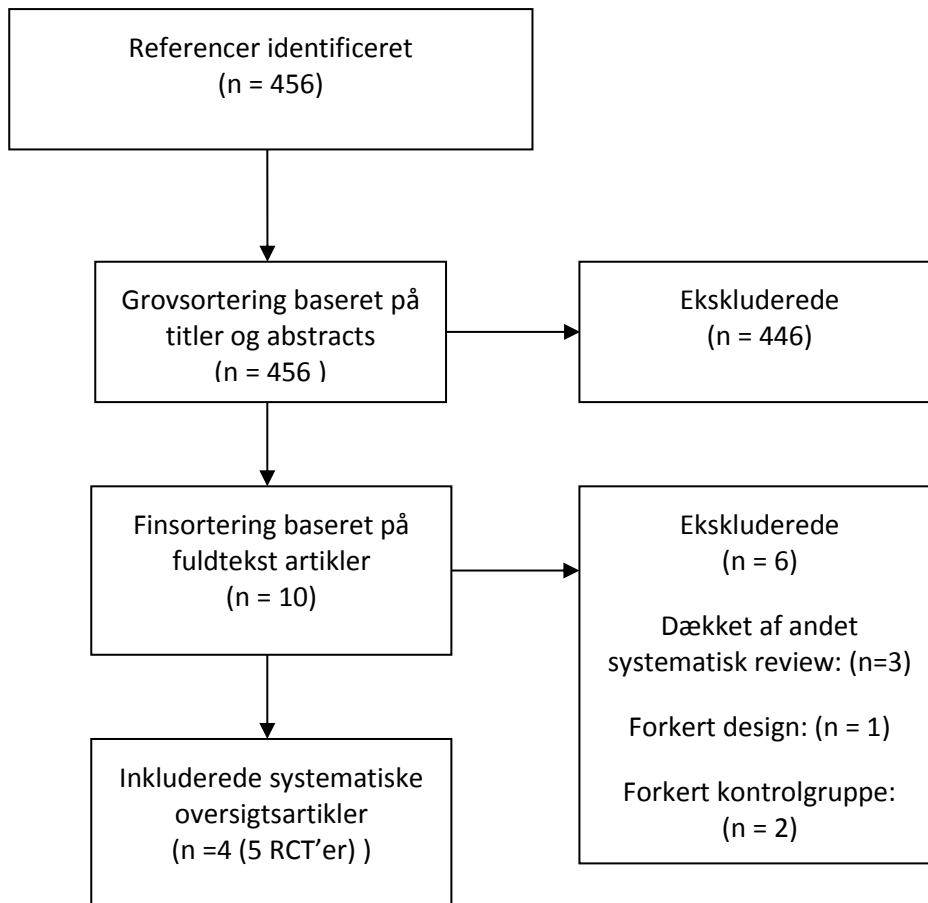 Referencer identificeret
(n = 456)
Grovsortering baseret på
titler og abstracts
(n = 456 )
Ekskluderede
(n = 446)
Finsortering baseret på
fuldtekst artikler
(n = 10)
Ekskluderede
(n = 6)
Dækket af andet
systematisk review: (n=3)
Forkert design: (n = 1)
Forkert kontrolgruppe:
(n = 2)
Inkluderede systematiske
oversigtsartikler
(n =4 (5 RCT’er) )